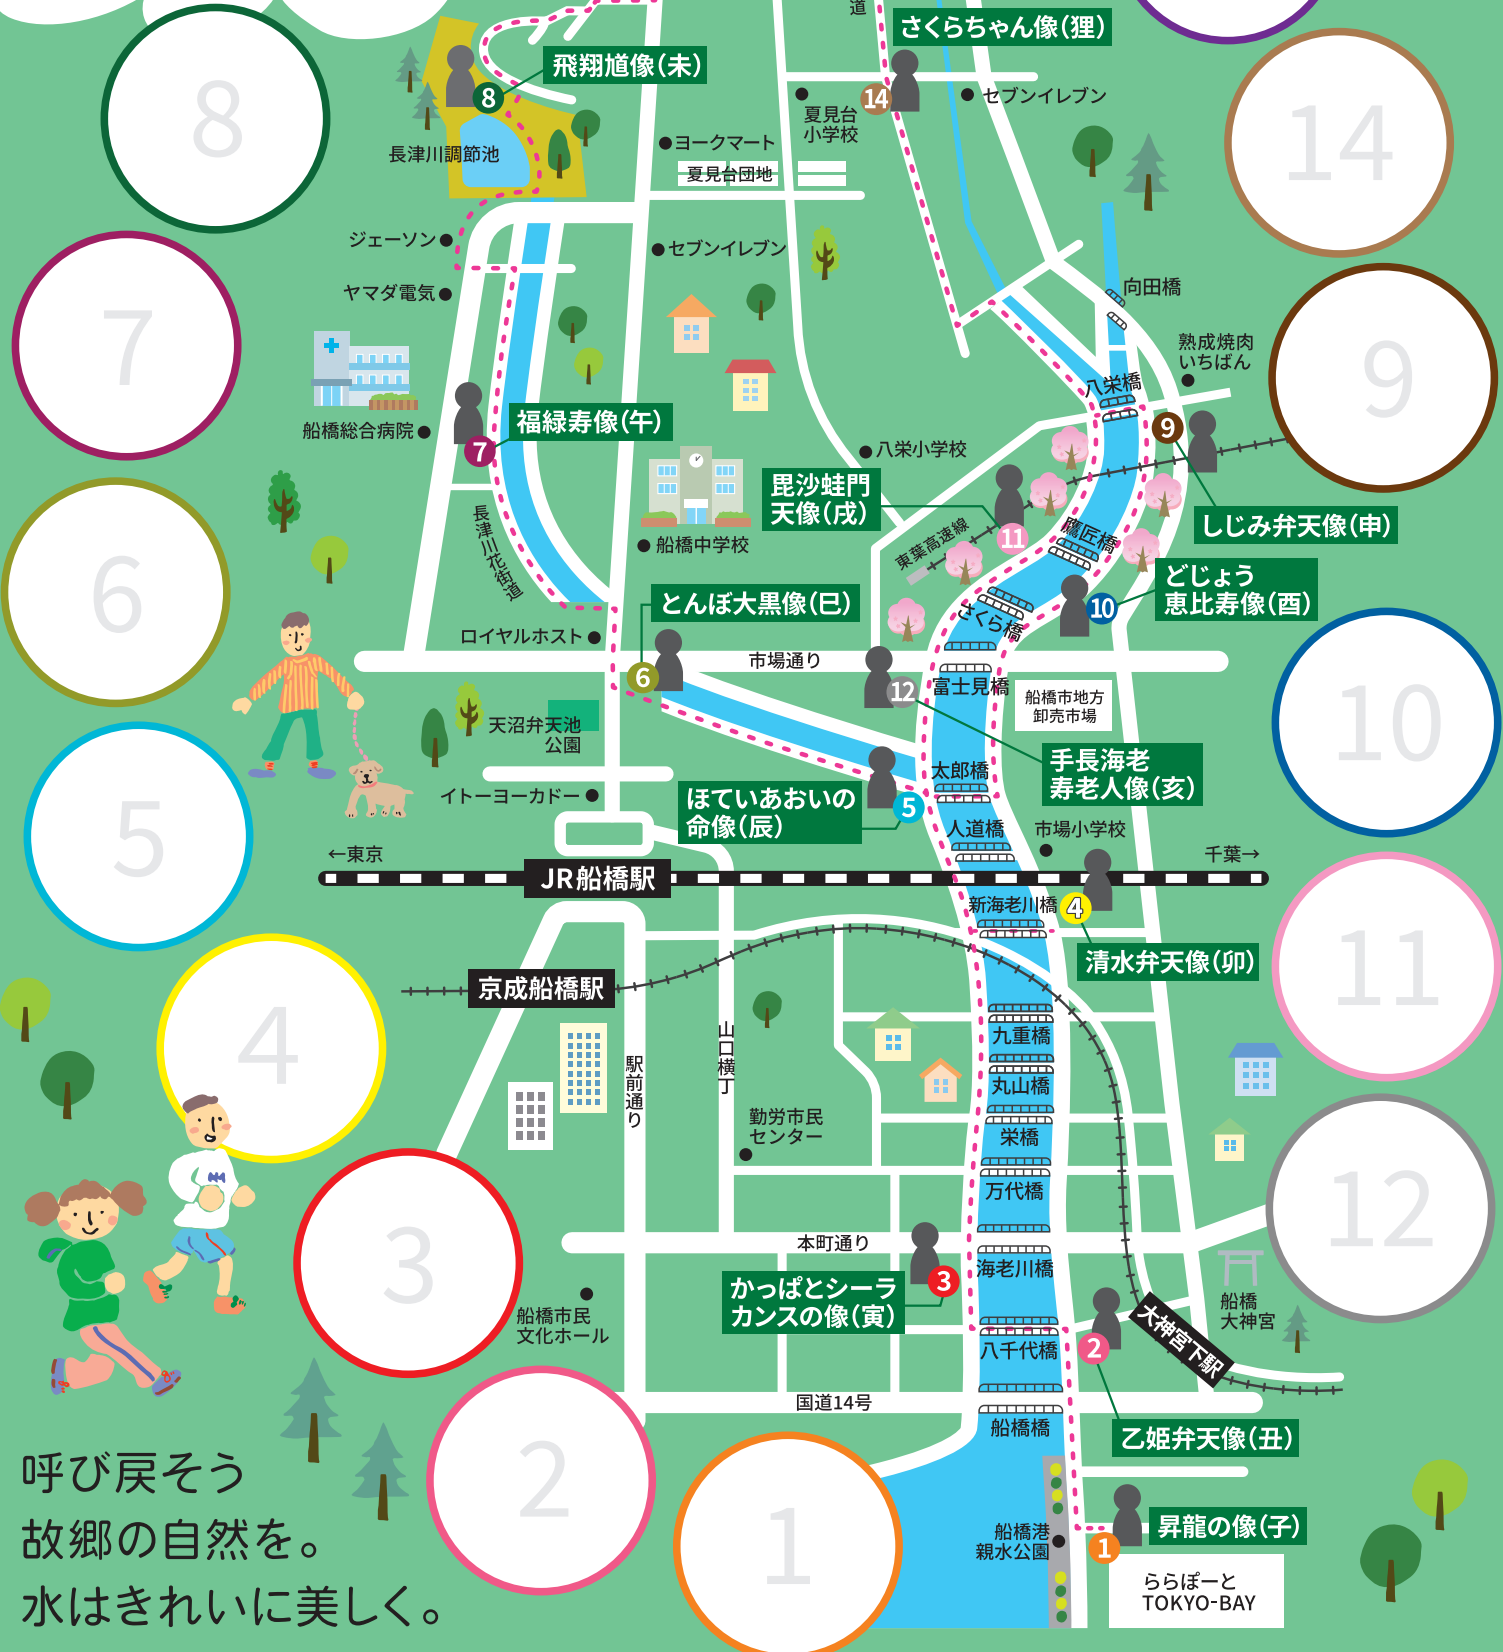 道
さくらちゃん像(狸)
8
飛翔馗像(未)
8
14
14
セブンイレブン
夏見台
小学校
長津川調節池
ヨークマート
夏見台団地
7
ジェーソン
セブンイレブン
ヤマダ電気
向田橋
熟成焼肉
いちばん
9
八栄橋
船橋総合病院
福緑寿像(午)
7
9
八栄小学校
毘沙蛙門
天像(戌)
11
しじみ弁天像(申)
長津川花街道
船橋中学校
東葉高速線
鷹匠橋
どじょう
恵比寿像(酉)
10
6
とんぼ大黒像(巳)
さくら橋
ロイヤルホスト
市場通り
6
12
富士見橋
船橋市地方
卸売市場
10
天沼弁天池
公園
手長海老
寿老人像(亥)
太郎橋
イトーヨーカドー
ほていあおいの
命像(辰)
5
5
人道橋
市場小学校
←東京
千葉→
JR船橋駅
新海老川橋
4
清水弁天像(卯)
11
京成船橋駅
4
九重橋
山口横丁
駅前通り
丸山橋
勤労市民
センター
栄橋
万代橋
12
本町通り
3
海老川橋
かっぱとシーラ
カンスの像(寅)
3
船橋
大神宮
船橋市民
文化ホール
大神宮下駅
八千代橋
2
国道14号
船橋橋
乙姫弁天像(丑)
2
呼び戻そう
故郷の自然を。
水はきれいに美しく。
1
船橋港
親水公園
昇龍の像(子)
1
ららぽーと
TOKYO-BAY